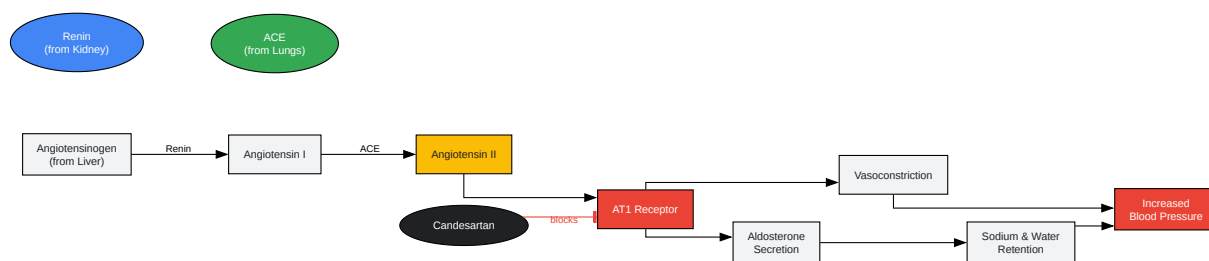 Renin
(from Kidney)
ACE
(from Lungs)
Angiotensinogen
(from Liver)
Renin
Angiotensin I
ACE
Angiotensin II
Candesartan
blocks
AT1 Receptor
Vasoconstriction
Aldosterone
Secretion
Sodium & Water
Retention
Increased
Blood Pressure